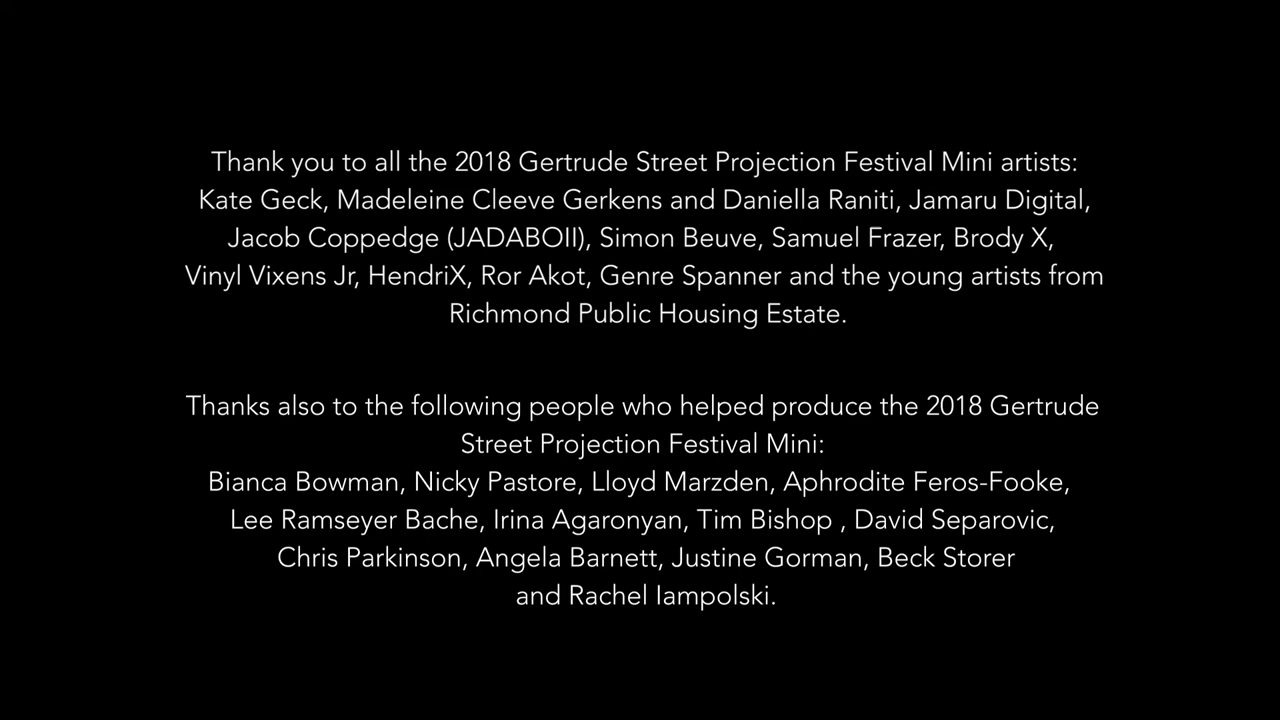 Thank you to all the 2018 Gertrude Street Projection Festival Mini artists:
Kate Geck, Madeleine Cleeve Gerkens and Daniella Raniti, Jamaru Digital,
Jacob Coppedge (JADABOII), Simon Beuve, Samuel Frazer, Brody X,
Vinyl Vixens Jr, HendriX, Ror Akot, Genre Spanner and the young artists from
Richmond Public Housing Estate.
Thanks also to the following people who helped produce the 2018 Gertrude
Street Projection Festival Mini:
Bianca Bowman, Nicky Pastore, Lloyd Marzden, Aphrodite Feros-Fooke,
Lee Ramseyer Bache, Irina Agaronyan, Tim Bishop , David Separovic,
Chris Parkinson, Angela Barnett, Justine Gorman, Beck Storer
and Rachel Iampolski.